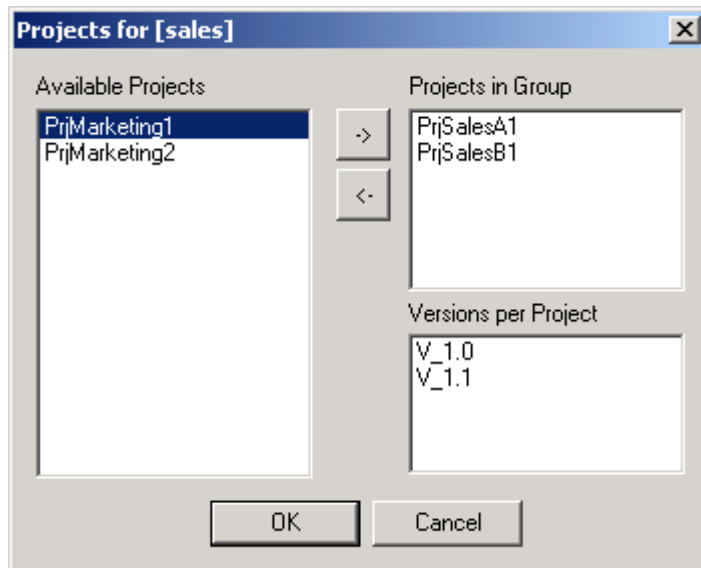 Projects for [sales]
Available Projects
PrjMarketing1
PrjMarketing2
->
<-
Projects in Group
PrjSalesA1
PrjSalesB1
Versions per Project
V_1.0
V_1.1
OK
Cancel